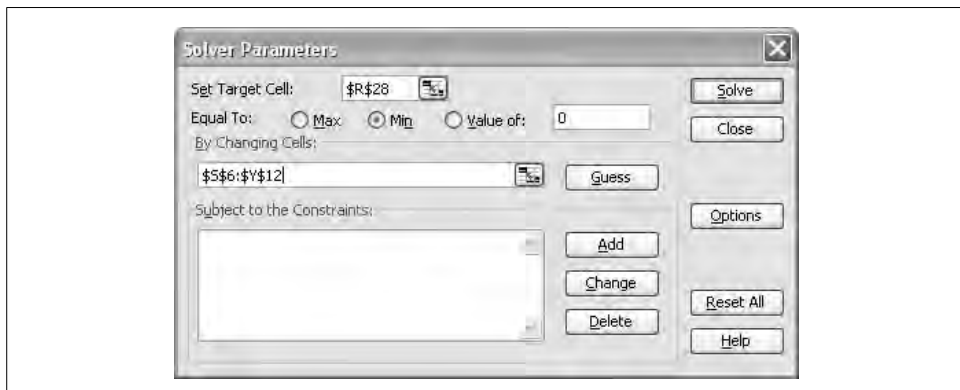 Solver Parameters
Set Target Cell: $R$28
Solve
Equal To: Max Min Value of: 0
Close
By Changing Cells:
$S$6:$Y$12
Guess
Subject to the Constraints:
Options
Add
Change
Reset All
Delete
Help